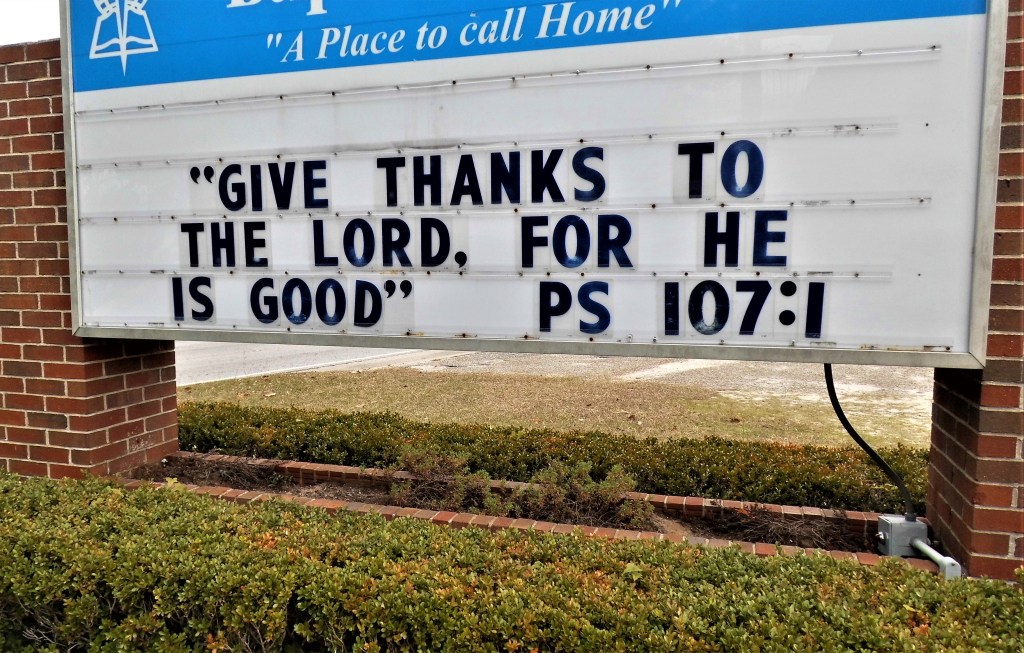 "A Place to call Home"
“GIVE THANKS TO
THE LORD, FOR HE
IS GOOD” PS 107:1